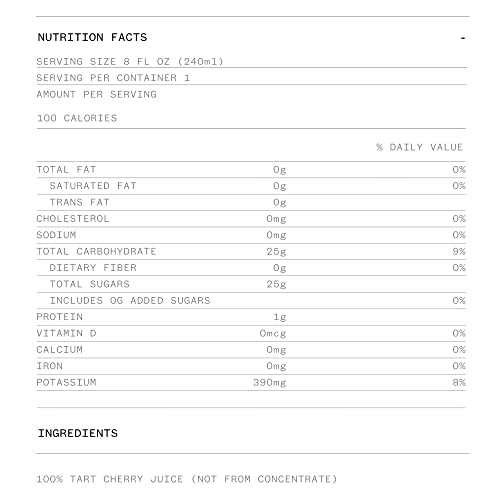 NUTRITION FACTS -
SERVING SIZE 8 FL OZ (240ml)
SERVING PER CONTAINER 1
AMOUNT PER SERVING
100 CALORIES
% DAILY VALUE
TOTAL FAT 0g 0%
SATURATED FAT 0g 0%
TRANS FAT 0g
CHOLESTEROL 0mg 0%
SODIUM 0mg 0%
TOTAL CARBOHYDRATE 25g 9%
DIETARY FIBER 0g 0%
TOTAL SUGARS 25g
INCLUDES OG ADDED SUGARS 0%
PROTEIN 1g
VITAMIN D 0mcg 0%
CALCIUM 0mg 0%
IRON 0mg 0%
POTASSIUM 390mg 8%
INGREDIENTS
100% TART CHERRY JUICE (NOT FROM CONCENTRATE)